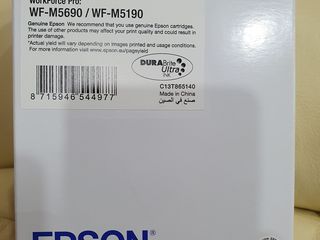 WorkForce Pro:
WF-M5690 / WF-M5190
Genuine Epson We recommend that you use genuine Epson cartridges.
The use of other products may affect your print quality and could result in
printer damage.
*Actual yield will vary depending on images printed and usage conditions.
For more information visit www.epson.eu/pageyield
DURABrite
Ultra
INK
8 715946 544977
C13T865140
Made in China
صنع في الصين
EPSON